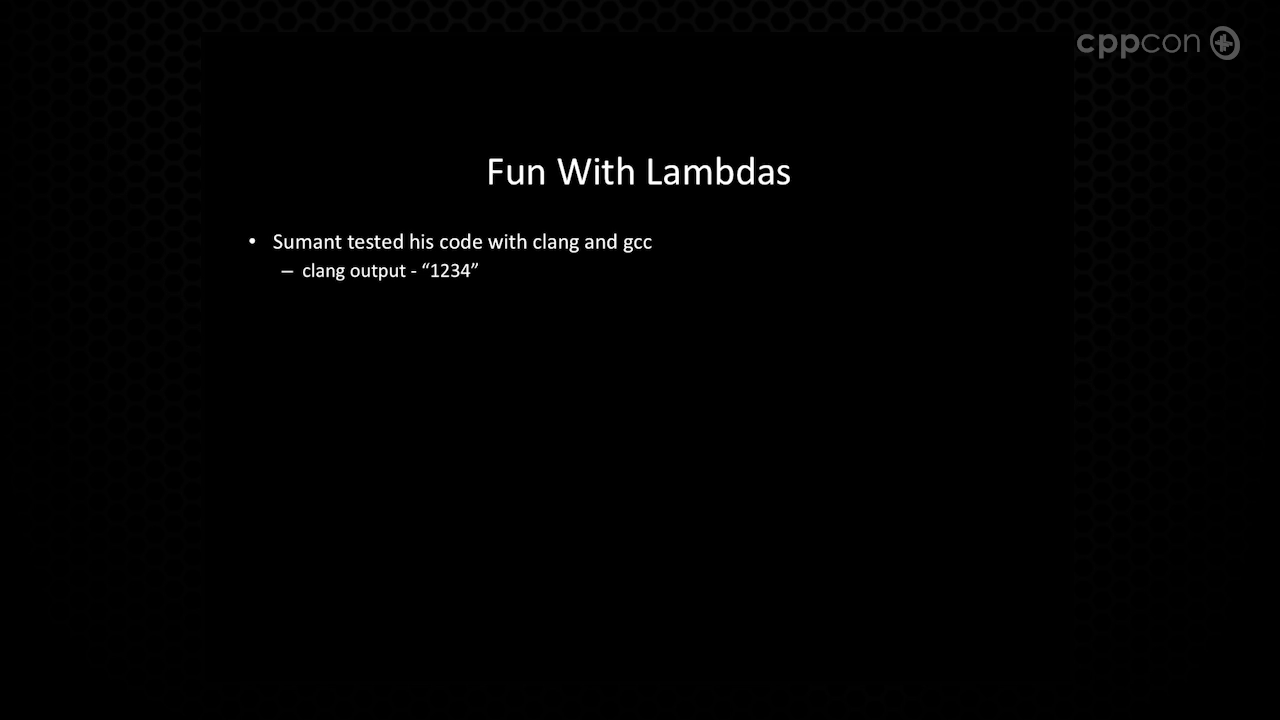 cppcon
Fun With Lambdas
• Sumant tested his code with clang and gcc
– clang output - “1234”